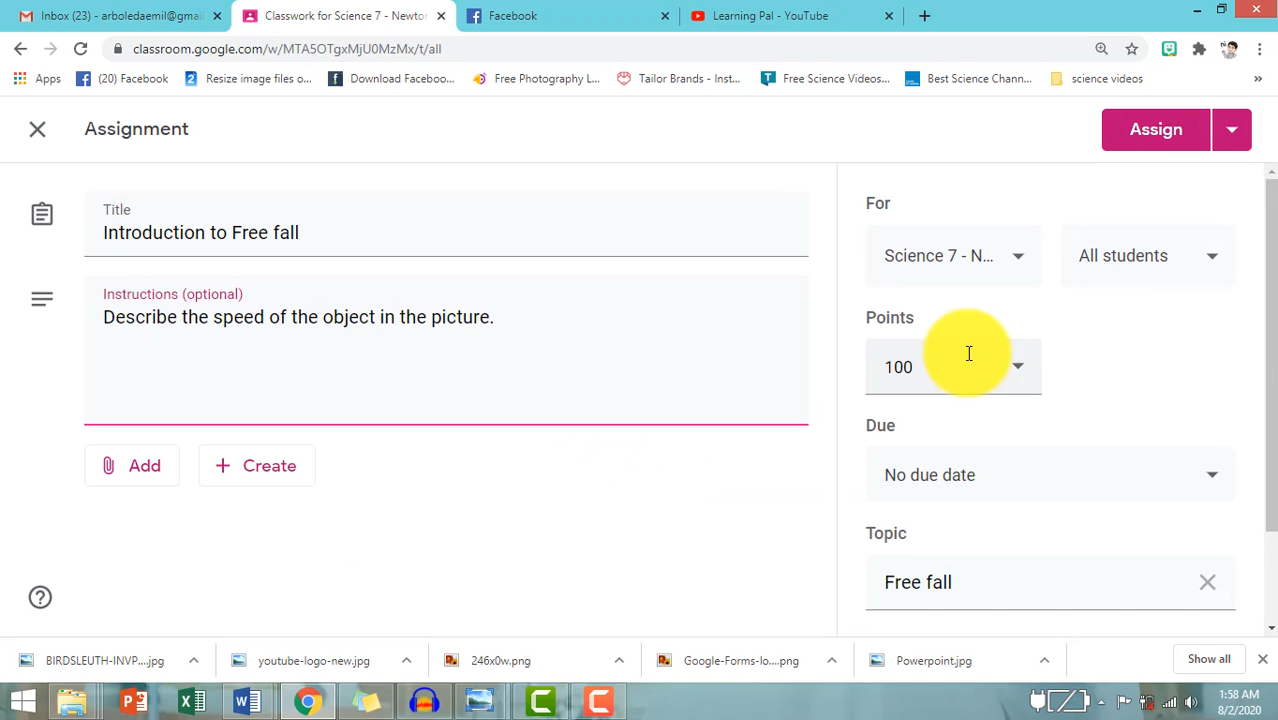 Inbox (23) - arboledaemil@gmai
Classwork for Science 7 - Newton
Facebook
Learning Pal - YouTube
classroom.google.com/w/MTA5OTgxMjU0MzMx/t/all
Apps
(20) Facebook
Resize image files o...
Download Faceboo...
Free Photography L...
Tailor Brands - Inst...
Free Science Videos...
Best Science Chann...
science videos
»
Assignment
Assign
Title
Introduction to Free fall
Instructions (optional)
Describe the speed of the object in the picture.
Add
Create
For
Science 7 - N...
All students
Points
100
Due
No due date
Topic
Free fall
BIRDSLEUTH-INVP....jpg
youtube-logo-new.jpg
246x0w.png
Google-Forms-lo....png
Powerpoint.jpg
Show all
1:58 AM
8/2/2020